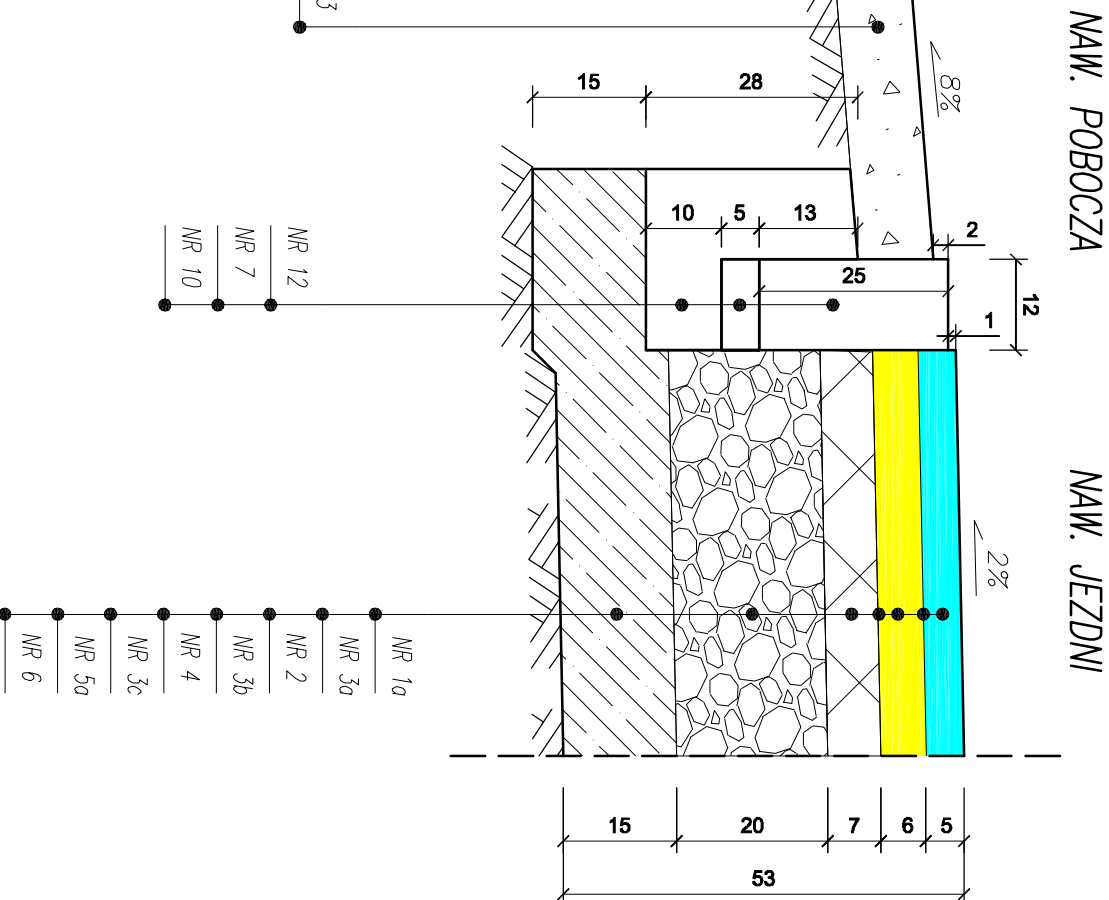 NAW. POBOCZA
NAW. JEZDNI
8%
2%
3
15
28
10
5
13
25
2
12
1
NR 12
NR 7
NR 10
NR 1a
NR 3a
NR 2
NR 3b
NR 4
NR 3c
NR 5a
NR 6
15
20
7
6
5
53